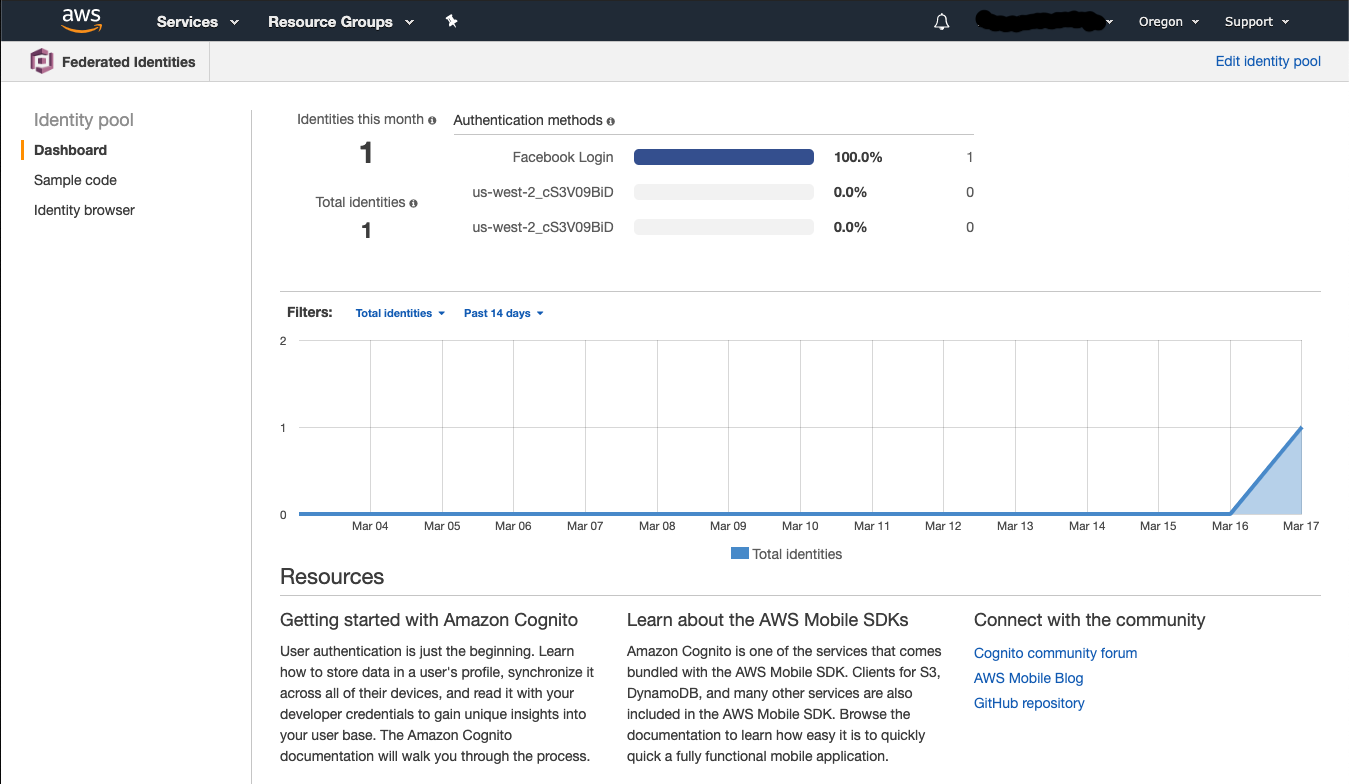 aws
Services
Resource Groups
Oregon
Support
Federated Identities
Edit identity pool
Identity pool
Dashboard
Sample code
Identity browser
Identities this month
1
Total identities
1
Authentication methods
Facebook Login 100.0% 1
us-west-2_cS3V09BiD 0.0% 0
us-west-2_cS3V09BiD 0.0% 0
Filters: Total identities Past 14 days
2
1
0
Mar 04 Mar 05 Mar 06 Mar 07 Mar 08 Mar 09 Mar 10 Mar 11 Mar 12 Mar 13 Mar 14 Mar 15 Mar 16 Mar 17
Total identities
Resources
Getting started with Amazon Cognito
User authentication is just the beginning. Learn
how to store data in a user's profile, synchronize it
across all of their devices, and read it with your
developer credentials to gain unique insights into
your user base. The Amazon Cognito
documentation will walk you through the process.
Learn about the AWS Mobile SDKs
Amazon Cognito is one of the services that comes
bundled with the AWS Mobile SDK. Clients for S3,
DynamoDB, and many other services are also
included in the AWS Mobile SDK. Browse the
documentation to learn how easy it is to quickly
quick a fully functional mobile application.
Connect with the community
Cognito community forum
AWS Mobile Blog
GitHub repository